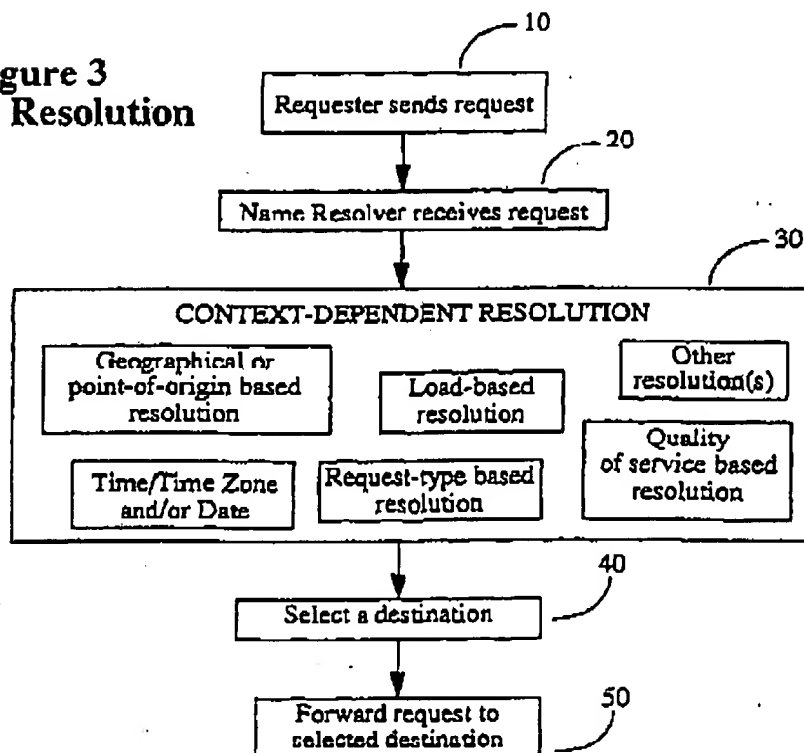 gure 3
Resolution
10
Requester sends request
20
Name Resolver receives request
30
CONTEXT-DEPENDENT RESOLUTION
Geographical or
point-of-origin based
resolution
Load-based
resolution
Other
resolution(s)
Time/Time Zone
and/or Date
Request-type based
resolution
Quality
of service based
resolution
40
Select a destination
50
Forward request to
selected destination